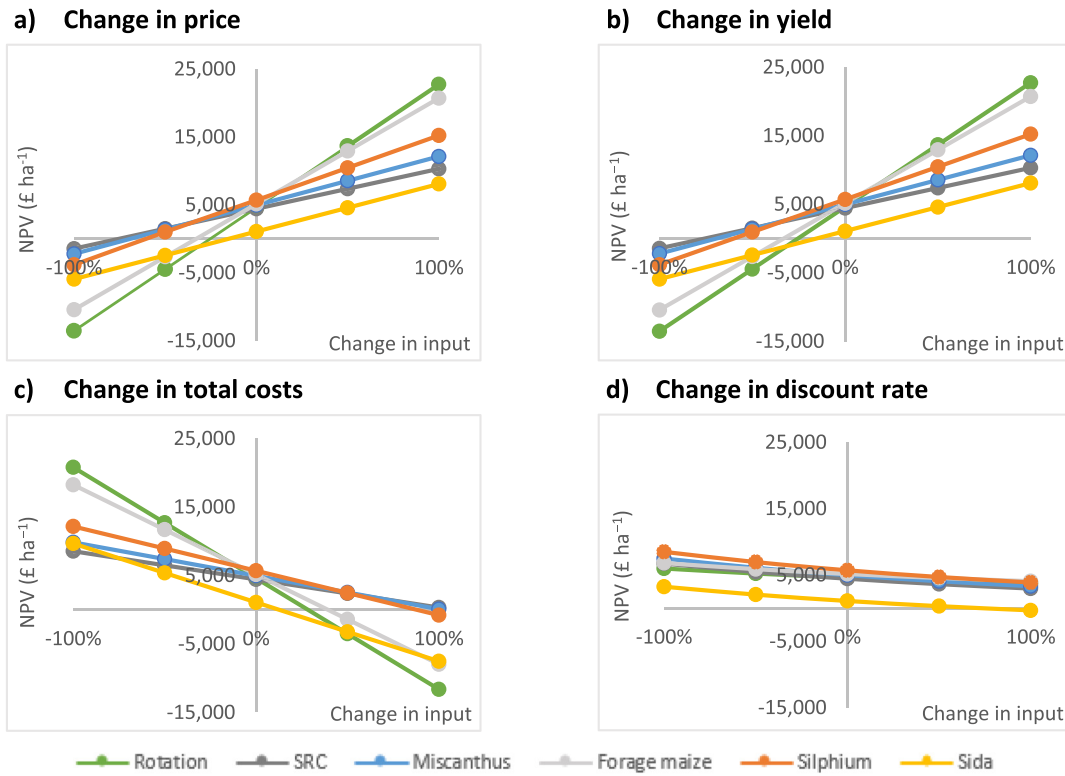 a) Change in price
25,000
15,000
5,000
-5,000
-15,000
-100%
0%
100%
NPV (£ ha⁻¹)
Change in input
b) Change in yield
25,000
15,000
5,000
-5,000
-15,000
-100%
0%
100%
NPV (£ ha⁻¹)
Change in input
c) Change in total costs
25,000
15,000
5,000
-5,000
-15,000
-100%
0%
100%
NPV (£ ha⁻¹)
Change in input
d) Change in discount rate
25,000
15,000
5,000
-5,000
-15,000
-100%
0%
100%
NPV (£ ha⁻¹)
Change in input
Rotation SRC Miscanthus Forage maize Silphium Sida